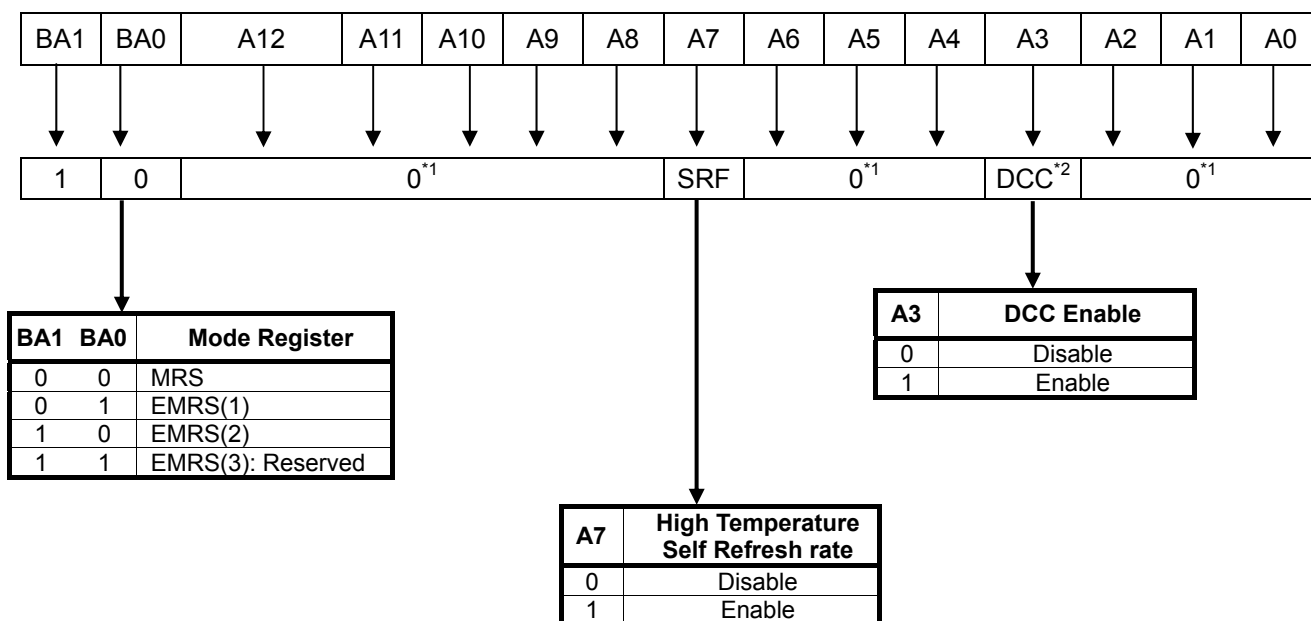 BA1 BA0 A12 A11 A10 A9 A8 A7 A6 A5 A4 A3 A2 A1 A0
1 0 0*1 SRF 0*1 DCC*2 0*1
BA1 BA0 Mode Register
0 0 MRS
0 1 EMRS(1)
1 0 EMRS(2)
1 1 EMRS(3): Reserved
A3 DCC Enable
0 Disable
1 Enable
A7 High Temperature
Self Refresh rate
0 Disable
1 Enable